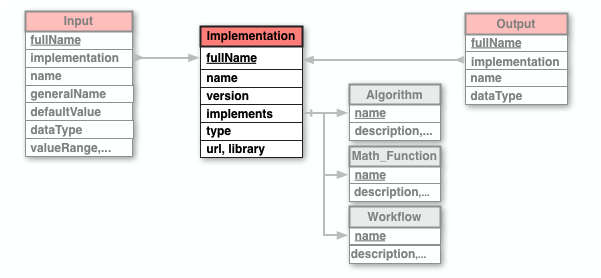 Input
fullName
implementation
name
generalName
defaultValue
dataType
valueRange,...
Implementation
fullName
name
version
implements
type
url, library
Output
fullName
implementation
name
dataType
Algorithm
name
description,...
Math_Function
name
description,...
Workflow
name
description,...